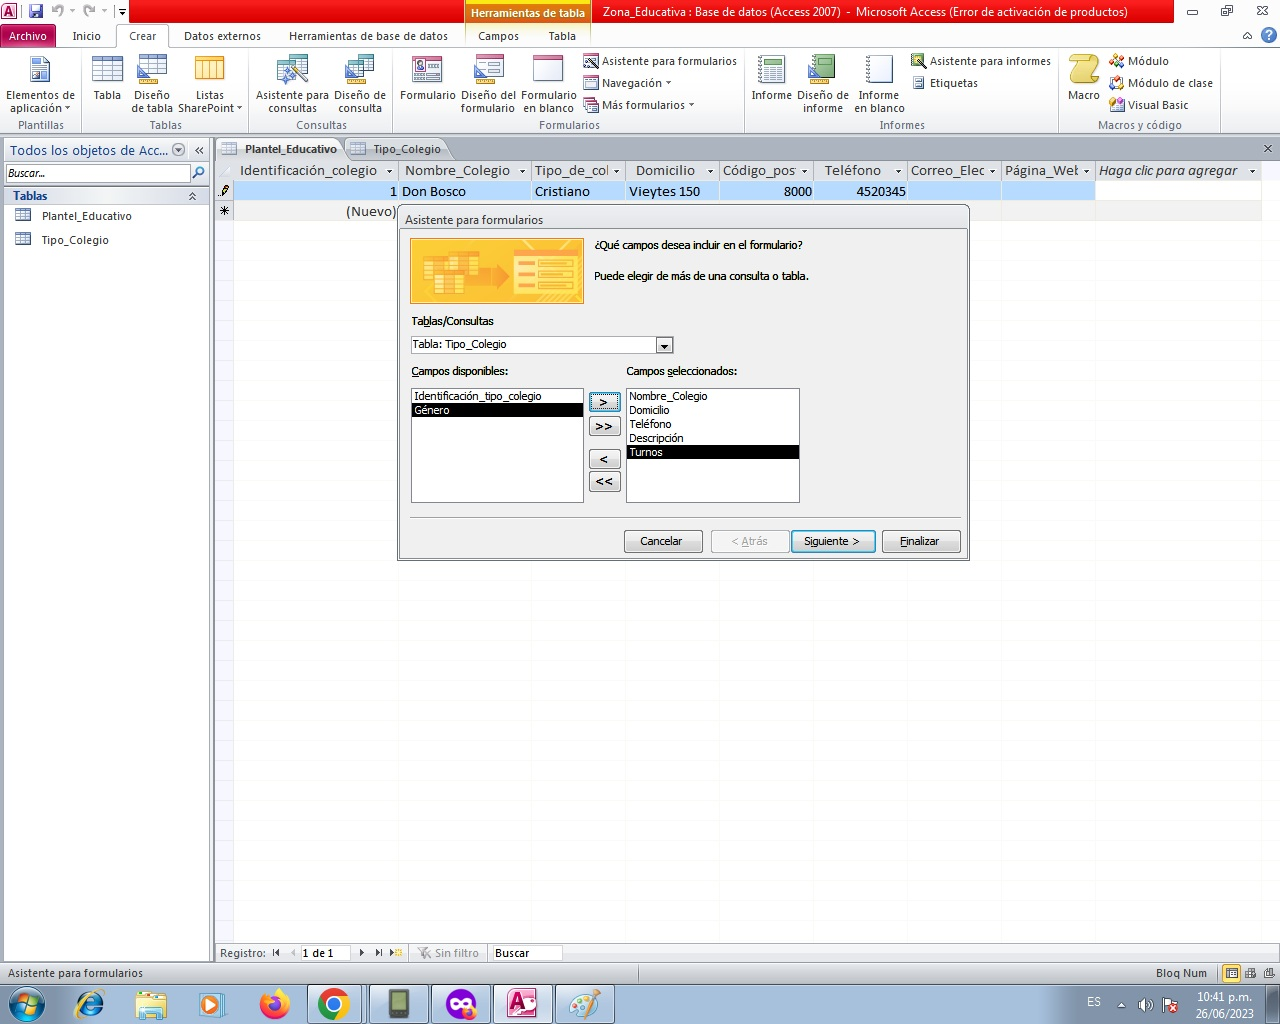 Herramientas de tabla
Zona_Educativa : Base de datos (Access 2007) - Microsoft Access (Error de activación de productos)
Archivo Inicio Crear Datos externos Herramientas de base de datos Campos Tabla
Elementos de aplicación
Tabla
Diseño de tabla
Listas SharePoint
Asistente para consultas
Diseño de consulta
Formulario
Diseño del formulario
Formulario en blanco
Asistente para formularios
Navegación
Más formularios
Informe
Diseño de informe
Informe en blanco
Asistente para informes
Etiquetas
Macro
Módulo
Módulo de clase
Visual Basic
Plantillas Tablas Consultas Formularios Informes Macros y código
Todos los objetos de Acc...
Buscar...
Tablas
Plantel_Educativo
Tipo_Colegio
Plantel_Educativo Tipo_Colegio
Identificación_colegio Nombre_Colegio Tipo_de_col Domicilio Código_pos Teléfono Correo_Elec Página_Web Haga clic para agregar
1 Don Bosco Cristiano Vieytes 150 8000 4520345
(Nuevo)
Asistente para formularios
¿Qué campos desea incluir en el formulario?
Puede elegir de más de una consulta o tabla.
Tablas/Consultas
Tabla: Tipo_Colegio
Campos disponibles:
Identificación_tipo_colegio
Género
>
>>
<
<<
Campos seleccionados:
Nombre_Colegio
Domicilio
Teléfono
Descripción
Turnos
Cancelar < Atrás Siguiente > Finalizar
Registro: 1 de 1 Sin filtro Buscar
Asistente para formularios Bloq Num
ES
10:41 p.m.
26/06/2023